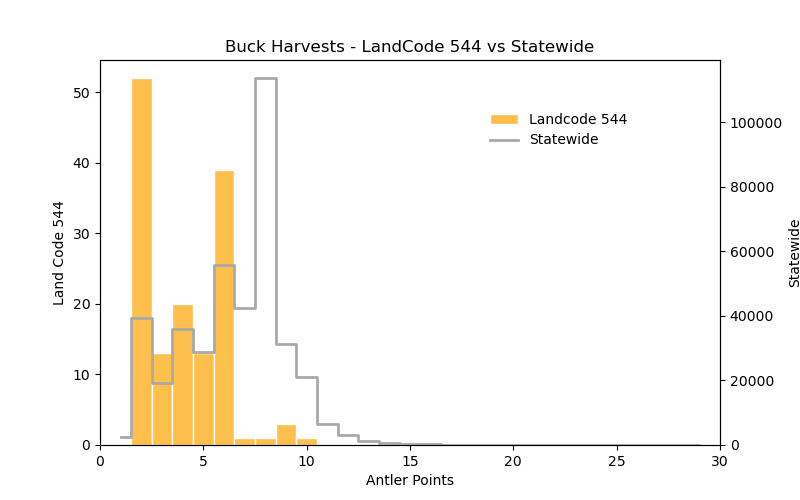 Buck Harvests - LandCode 544 vs Statewide
Landcode 544
Statewide
Land Code 544
50
40
30
20
10
0
100000
80000
60000
40000
20000
0
Statewide
0 5 10 15 20 25 30
Antler Points